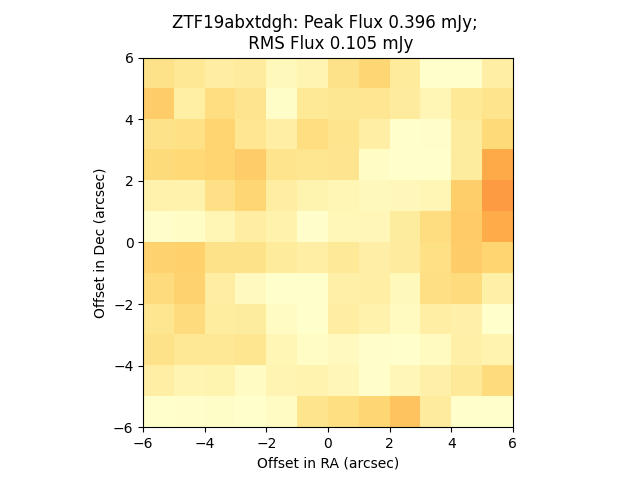 ZTF19abxtdgh: Peak Flux 0.396 mJy;
RMS Flux 0.105 mJy
6
4
2
0
−2
−4
−6
Offset in Dec (arcsec)
−6 −4 −2 0 2 4 6
Offset in RA (arcsec)